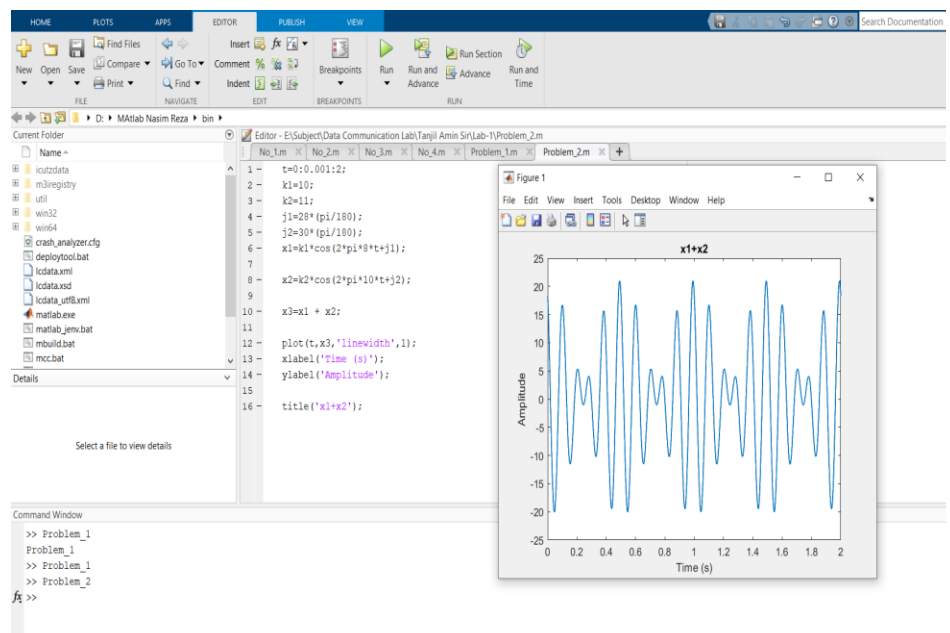 HOME PLOTS APPS EDITOR PUBLISH VIEW Search Documentation
New Open Save Find Files Compare Print
Go To Find
Insert fx
Comment %
Indent
Breakpoints
Run Run and Advance Run Section Advance Run and Time
FILE NAVIGATE EDIT BREAKPOINTS RUN
D: MAtlab Nasim Reza bin
Current Folder
Name
icutzdata
m3iregistry
util
win32
win64
crash_analyzer.cfg
deploytool.bat
lcdata.xml
lcdata.xsd
lcdata_utf8.xml
matlab.exe
matlab_jenv.bat
mbuild.bat
mcc.bat
Details
Select a file to view details
Editor - E:\Subject\Data Communication Lab\Tanjil Amin Sir\Lab-1\Problem_2.m
No_1.m No_2.m No_3.m No_4.m Problem_1.m Problem_2.m
1 - t=0:0.001:2;
2 - k1=10;
3 - k2=11;
4 - j1=28*(pi/180);
5 - j2=30*(pi/180);
6 - x1=k1*cos(2*pi*8*t+j1);
7
8 - x2=k2*cos(2*pi*10*t+j2);
9
10 - x3=x1 + x2;
11
12 - plot(t,x3,'linewidth',1);
13 - xlabel('Time (s)');
14 - ylabel('Amplitude');
15
16 - title('x1+x2');
Figure 1
File Edit View Insert Tools Desktop Window Help
x1+x2
25
20
15
10
5
0
-5
-10
-15
-20
-25
Amplitude
0 0.2 0.4 0.6 0.8 1 1.2 1.4 1.6 1.8 2
Time (s)
Command Window
>> Problem_1
Problem_1
>> Problem_1
>> Problem_2
fx >>